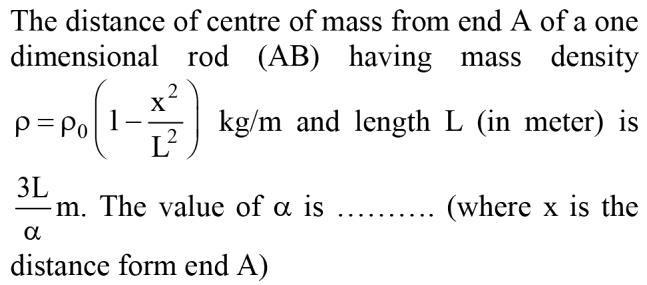 The distance of centre of mass from end A of a one
dimensional rod (AB) having mass density
ρ = ρ₀(1 − x²/L²) kg/m and length L (in meter) is
3L/α m. The value of α is .......... (where x is the
distance form end A)